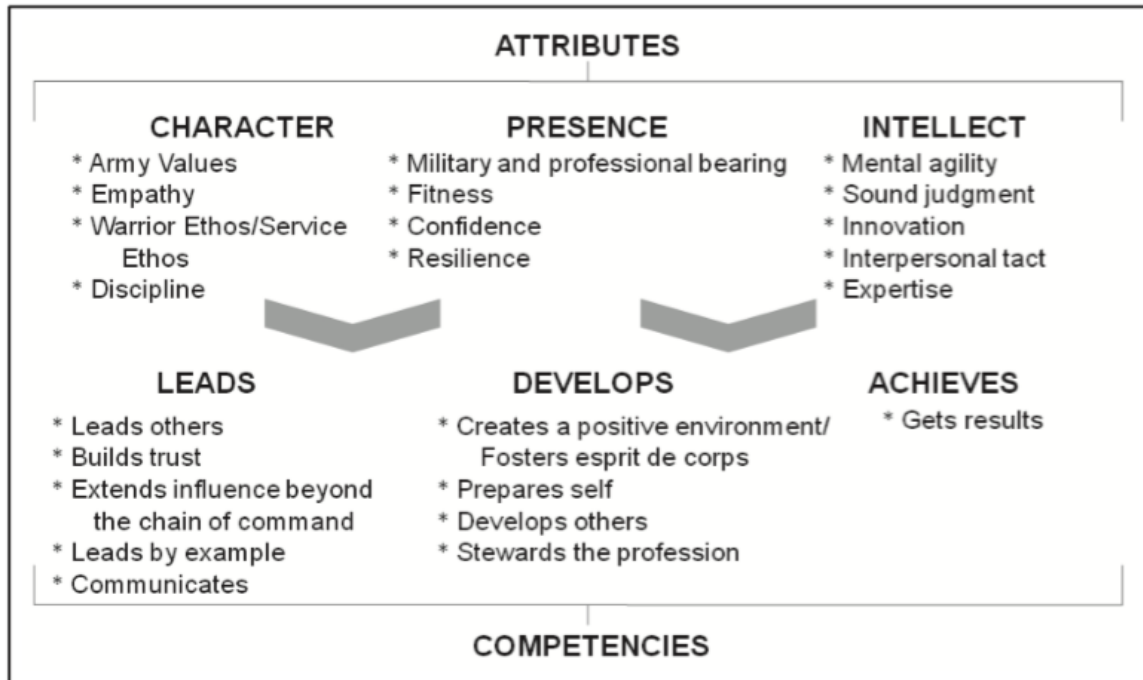 ATTRIBUTES
CHARACTER
* Army Values
* Empathy
* Warrior Ethos/Service
Ethos
* Discipline
PRESENCE
* Military and professional bearing
* Fitness
* Confidence
* Resilience
INTELLECT
* Mental agility
* Sound judgment
* Innovation
* Interpersonal tact
* Expertise
LEADS
* Leads others
* Builds trust
* Extends influence beyond
the chain of command
* Leads by example
* Communicates
DEVELOPS
* Creates a positive environment/
Fosters esprit de corps
* Prepares self
* Develops others
* Stewards the profession
ACHIEVES
* Gets results
COMPETENCIES